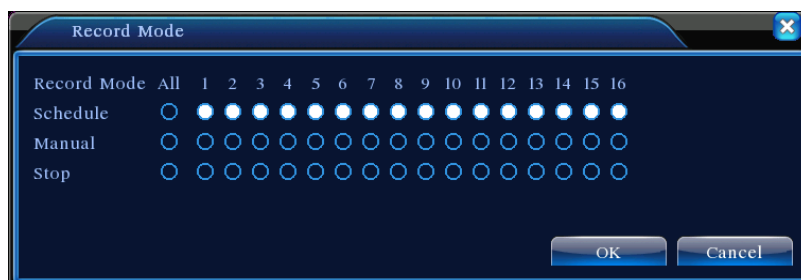 Record Mode
Record Mode All 1 2 3 4 5 6 7 8 9 10 11 12 13 14 15 16
Schedule
Manual
Stop
OK Cancel